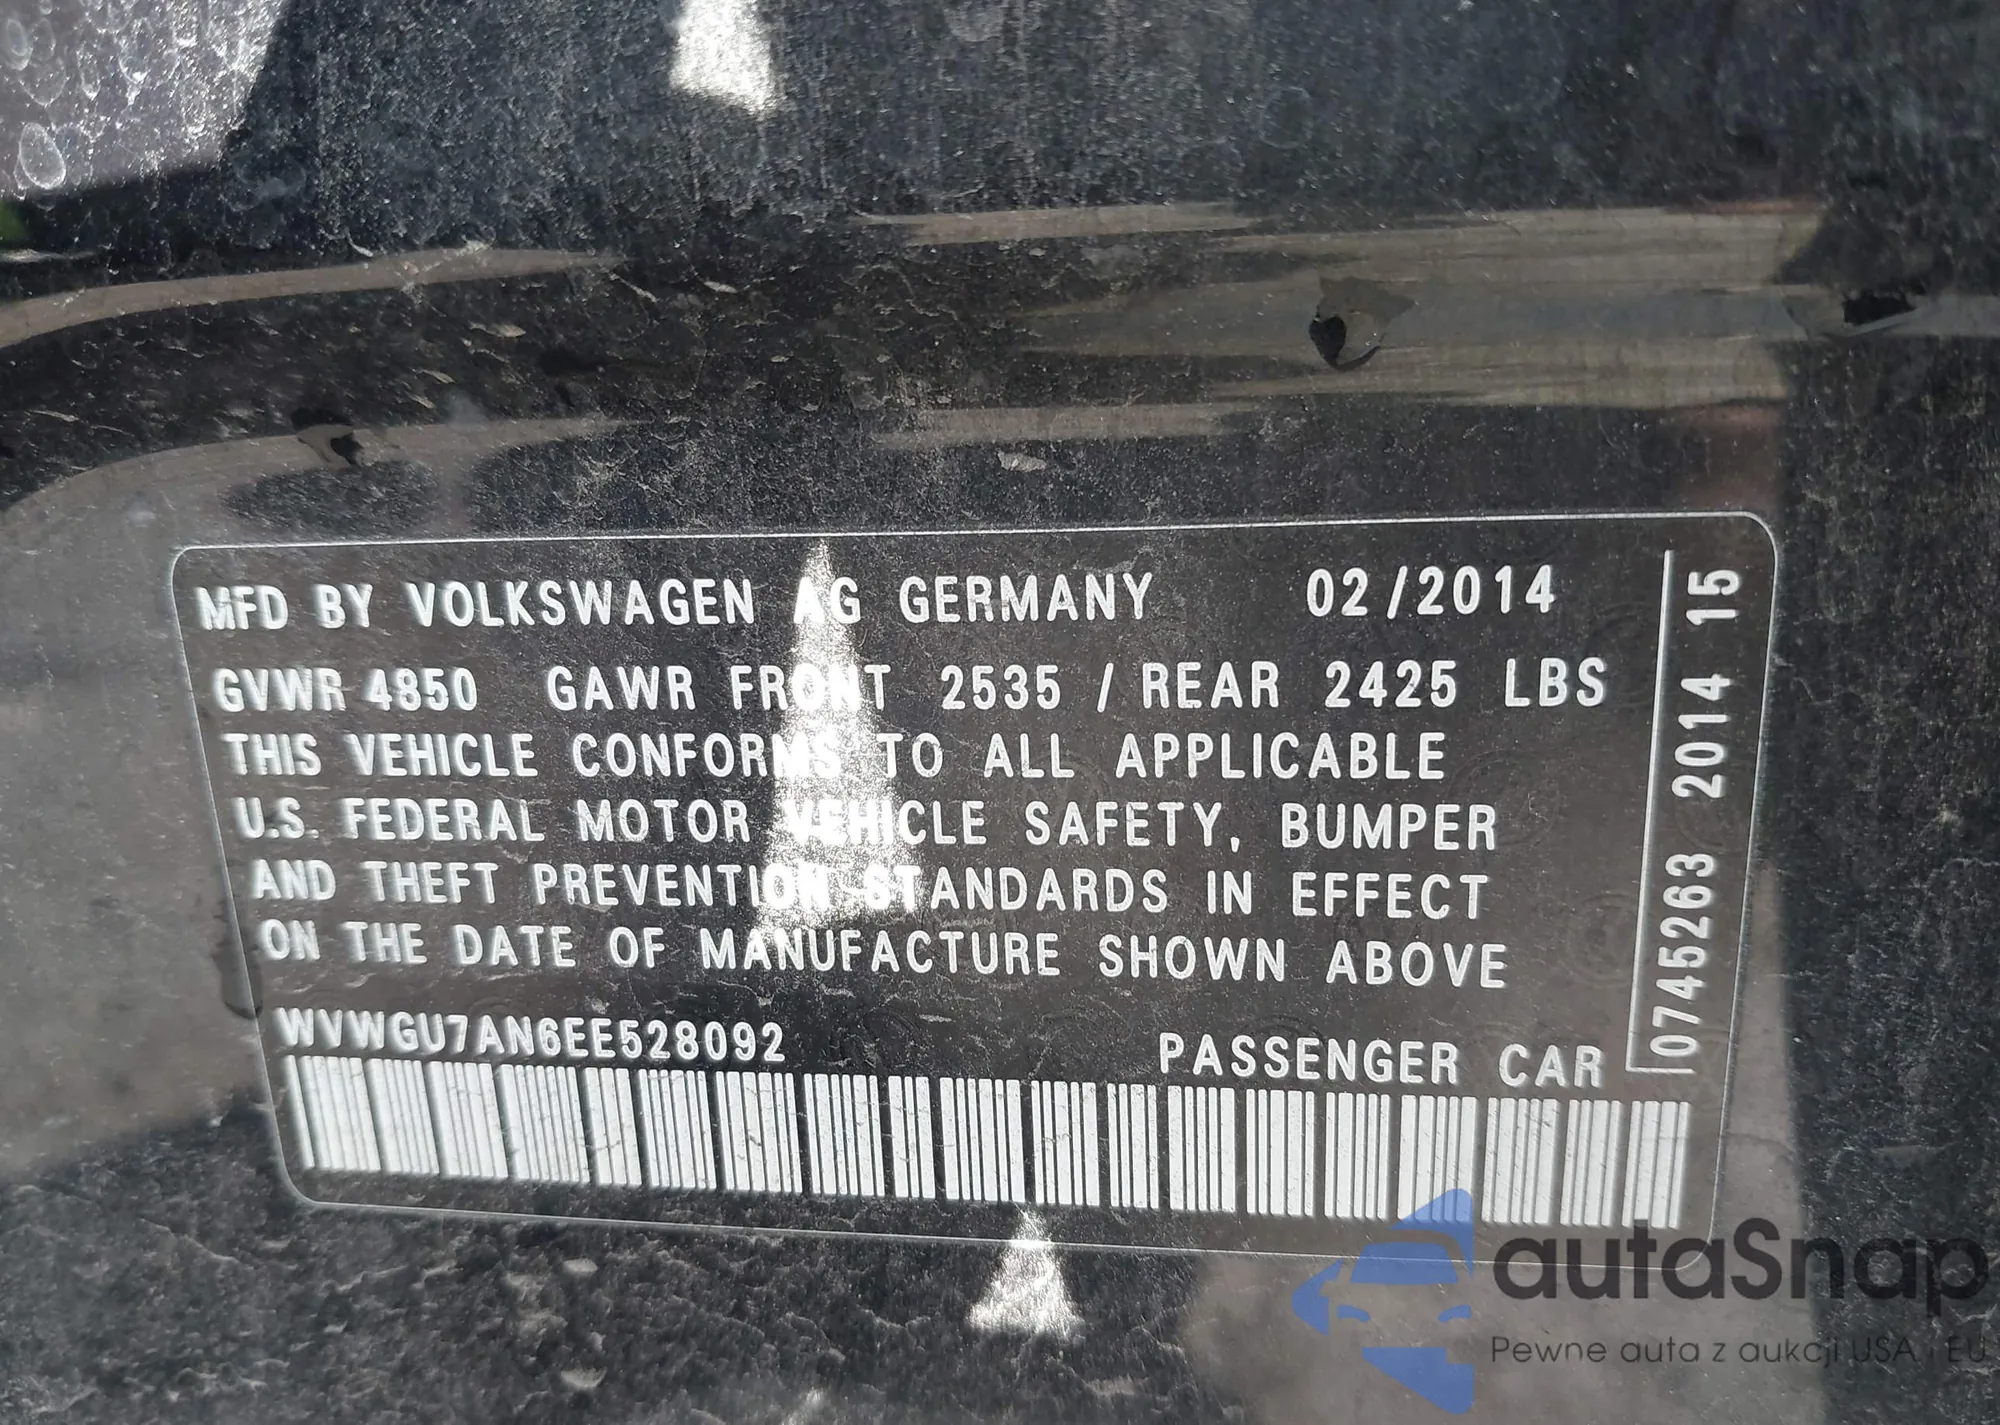 MFD BY VOLKSWAGEN AG GERMANY 02/2014
GVWR 4850 GAWR FRONT 2535 / REAR 2425 LBS
THIS VEHICLE CONFORMS TO ALL APPLICABLE
U.S. FEDERAL MOTOR VEHICLE SAFETY, BUMPER
AND THEFT PREVENTION STANDARDS IN EFFECT
ON THE DATE OF MANUFACTURE SHOWN ABOVE
WVWGU7AN6EE528092 PASSENGER CAR
0745263 2014 15
autaSnap
Pewne auta z aukcji USA i EU